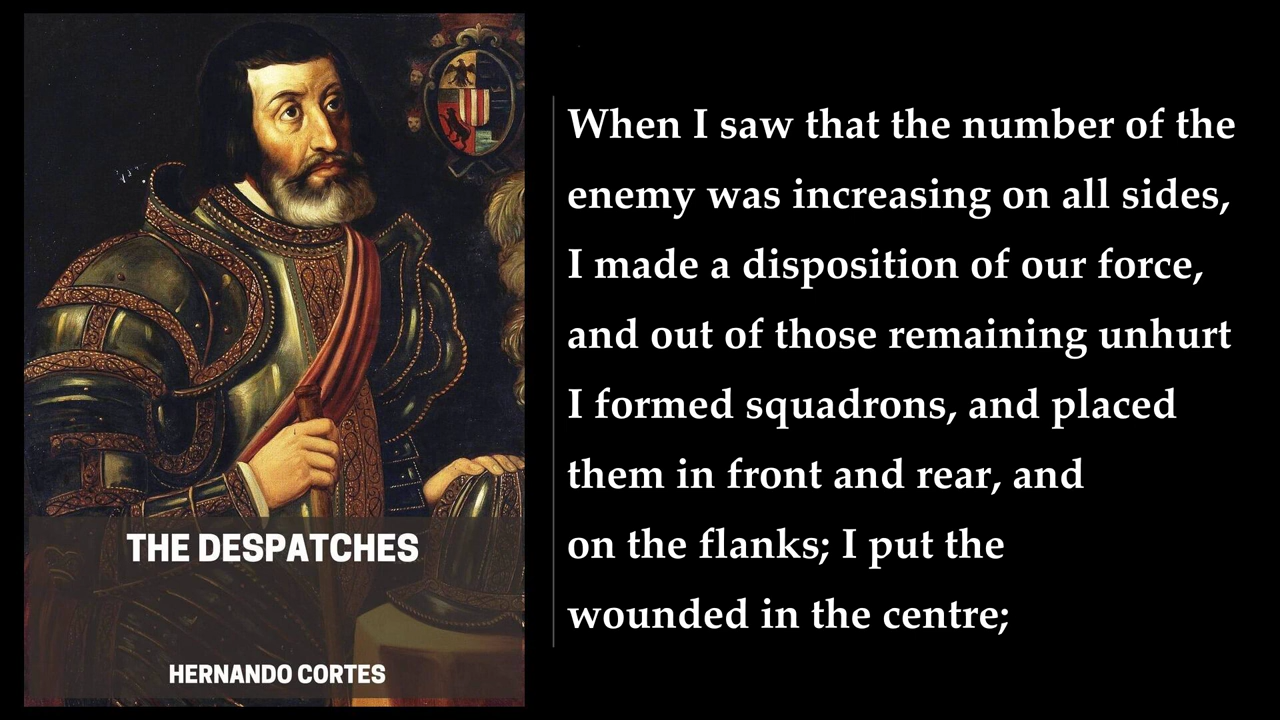 THE DESPATCHES
HERNANDO CORTES
When I saw that the number of the
enemy was increasing on all sides,
I made a disposition of our force,
and out of those remaining unhurt
I formed squadrons, and placed
them in front and rear, and
on the flanks; I put the
wounded in the centre;